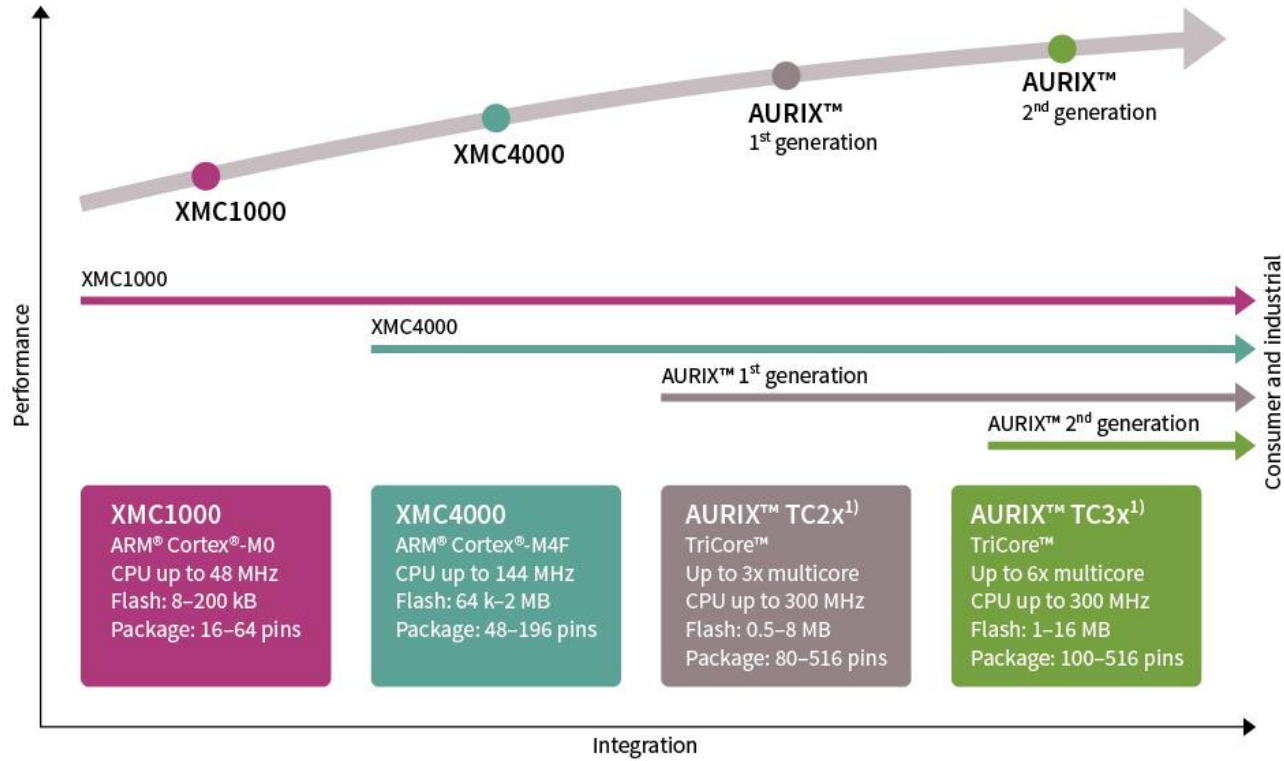 AURIX™
2nd generation
AURIX™
1st generation
XMC4000
XMC1000
XMC1000
XMC4000
AURIX™ 1st generation
AURIX™ 2nd generation
Performance
Consumer and industrial
XMC1000
ARM® Cortex®-M0
CPU up to 48 MHz
Flash: 8–200 kB
Package: 16–64 pins
XMC4000
ARM® Cortex®-M4F
CPU up to 144 MHz
Flash: 64 k–2 MB
Package: 48–196 pins
AURIX™ TC2x1)
TriCore™
Up to 3x multicore
CPU up to 300 MHz
Flash: 0.5–8 MB
Package: 80–516 pins
AURIX™ TC3x1)
TriCore™
Up to 6x multicore
CPU up to 300 MHz
Flash: 1–16 MB
Package: 100–516 pins
Integration